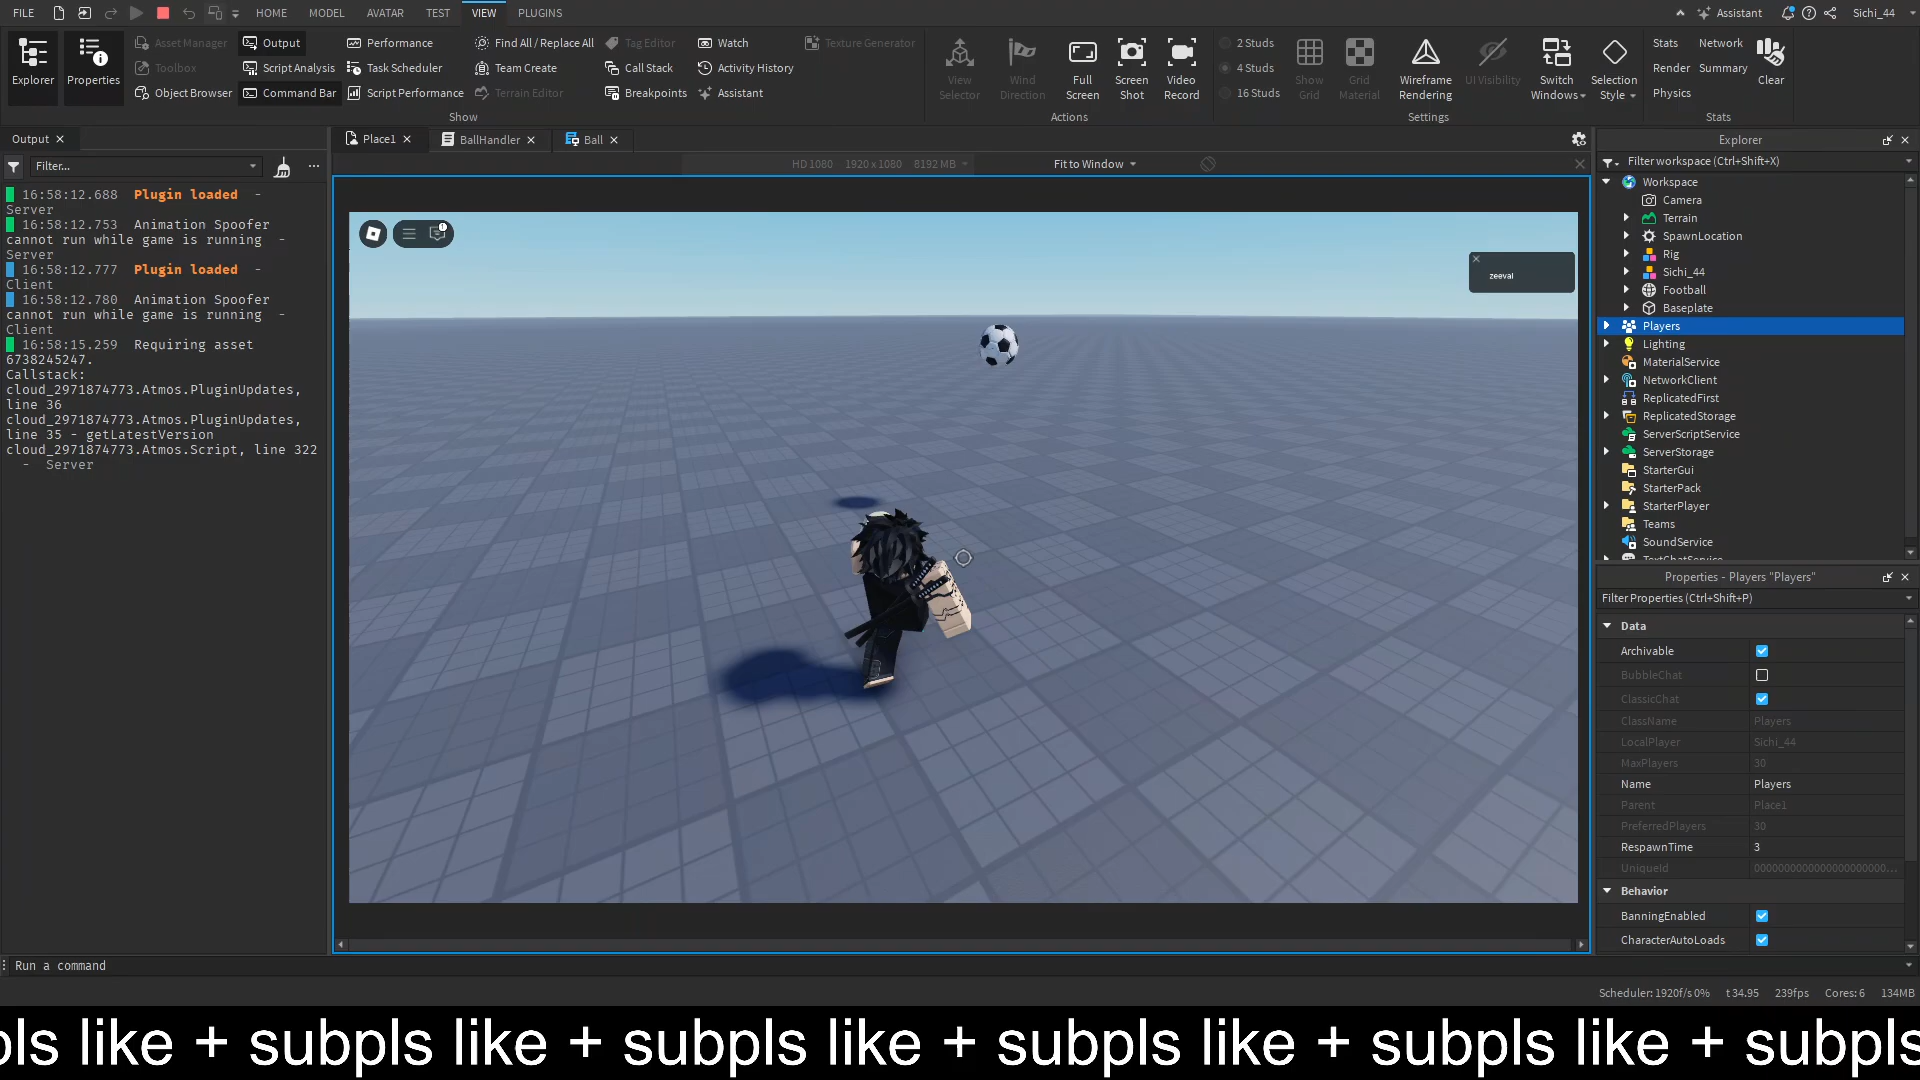 FILE HOME MODEL AVATAR TEST VIEW PLUGINS Assistant Sichi_44
Explorer Properties Asset Manager Output Performance Find All / Replace All Tag Editor Watch Texture Generator
Toolbox Script Analysis Task Scheduler Team Create Call Stack Activity History
Object Browser Command Bar Script Performance Terrain Editor Breakpoints Assistant
View Selector Wind Direction Full Screen Screen Shot Video Record
2 Studs
4 Studs
16 Studs
Show Grid Grid Material Wireframe Rendering UI Visibility Switch Windows Selection Style
Stats Network
Render Summary
Physics
Clear
Show Actions Settings Stats
Output Place1 BallHandler Ball
Filter...
HD 1080 1920 x 1080 8192 MB Fit to Window
16:58:12.688 Plugin loaded -
Server
16:58:12.753 Animation Spoofer
cannot run while game is running -
Server
16:58:12.777 Plugin loaded -
Client
16:58:12.780 Animation Spoofer
cannot run while game is running -
Client
16:58:15.259 Requiring asset
6738245247.
Callstack:
cloud_2971874773.Atmos.PluginUpdates,
line 36
cloud_2971874773.Atmos.PluginUpdates,
line 35 - getLatestVersion
cloud_2971874773.Atmos.Script, line 322
- Server
1
zeeval
Explorer
Filter workspace (Ctrl+Shift+X)
Workspace
Camera
Terrain
SpawnLocation
Rig
Sichi_44
Football
Baseplate
Players
Lighting
MaterialService
NetworkClient
ReplicatedFirst
ReplicatedStorage
ServerScriptService
ServerStorage
StarterGui
StarterPack
StarterPlayer
Teams
SoundService
TextChatService
Properties - Players "Players"
Filter Properties (Ctrl+Shift+P)
Data
Archivable
BubbleChat
ClassicChat
ClassName Players
LocalPlayer Sichi_44
MaxPlayers 30
Name Players
Parent Place1
PreferredPlayers 30
RespawnTime 3
UniqueId
Behavior
BanningEnabled
CharacterAutoLoads
Run a command
Scheduler: 1920f/s 0% t 34.95 239fps Cores: 6 134MB
pls like + subpls like + subpls like + subpls like + subpls like + subpls